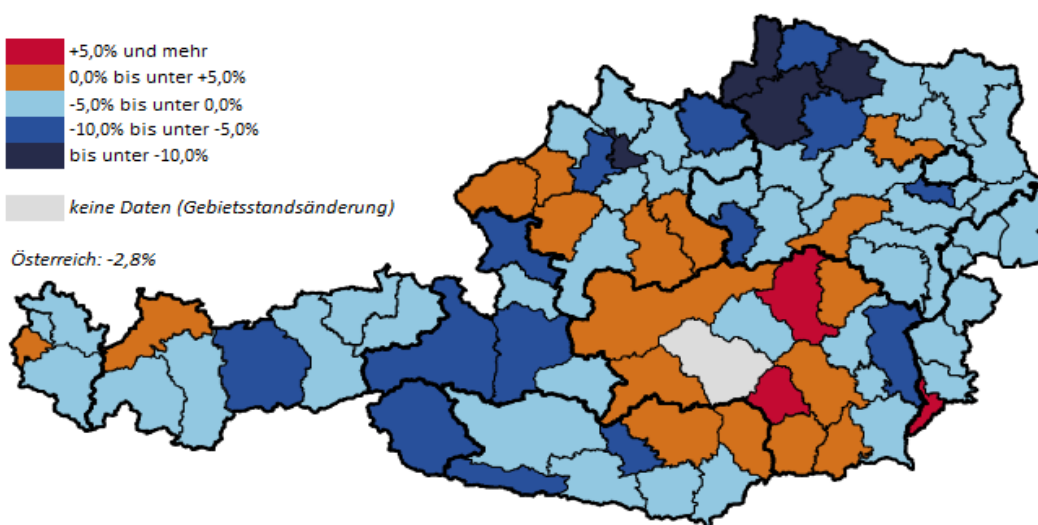 +5,0% und mehr
0,0% bis unter +5,0%
-5,0% bis unter 0,0%
-10,0% bis unter -5,0%
bis unter -10,0%
keine Daten (Gebietsstandsänderung)
Österreich: -2,8%